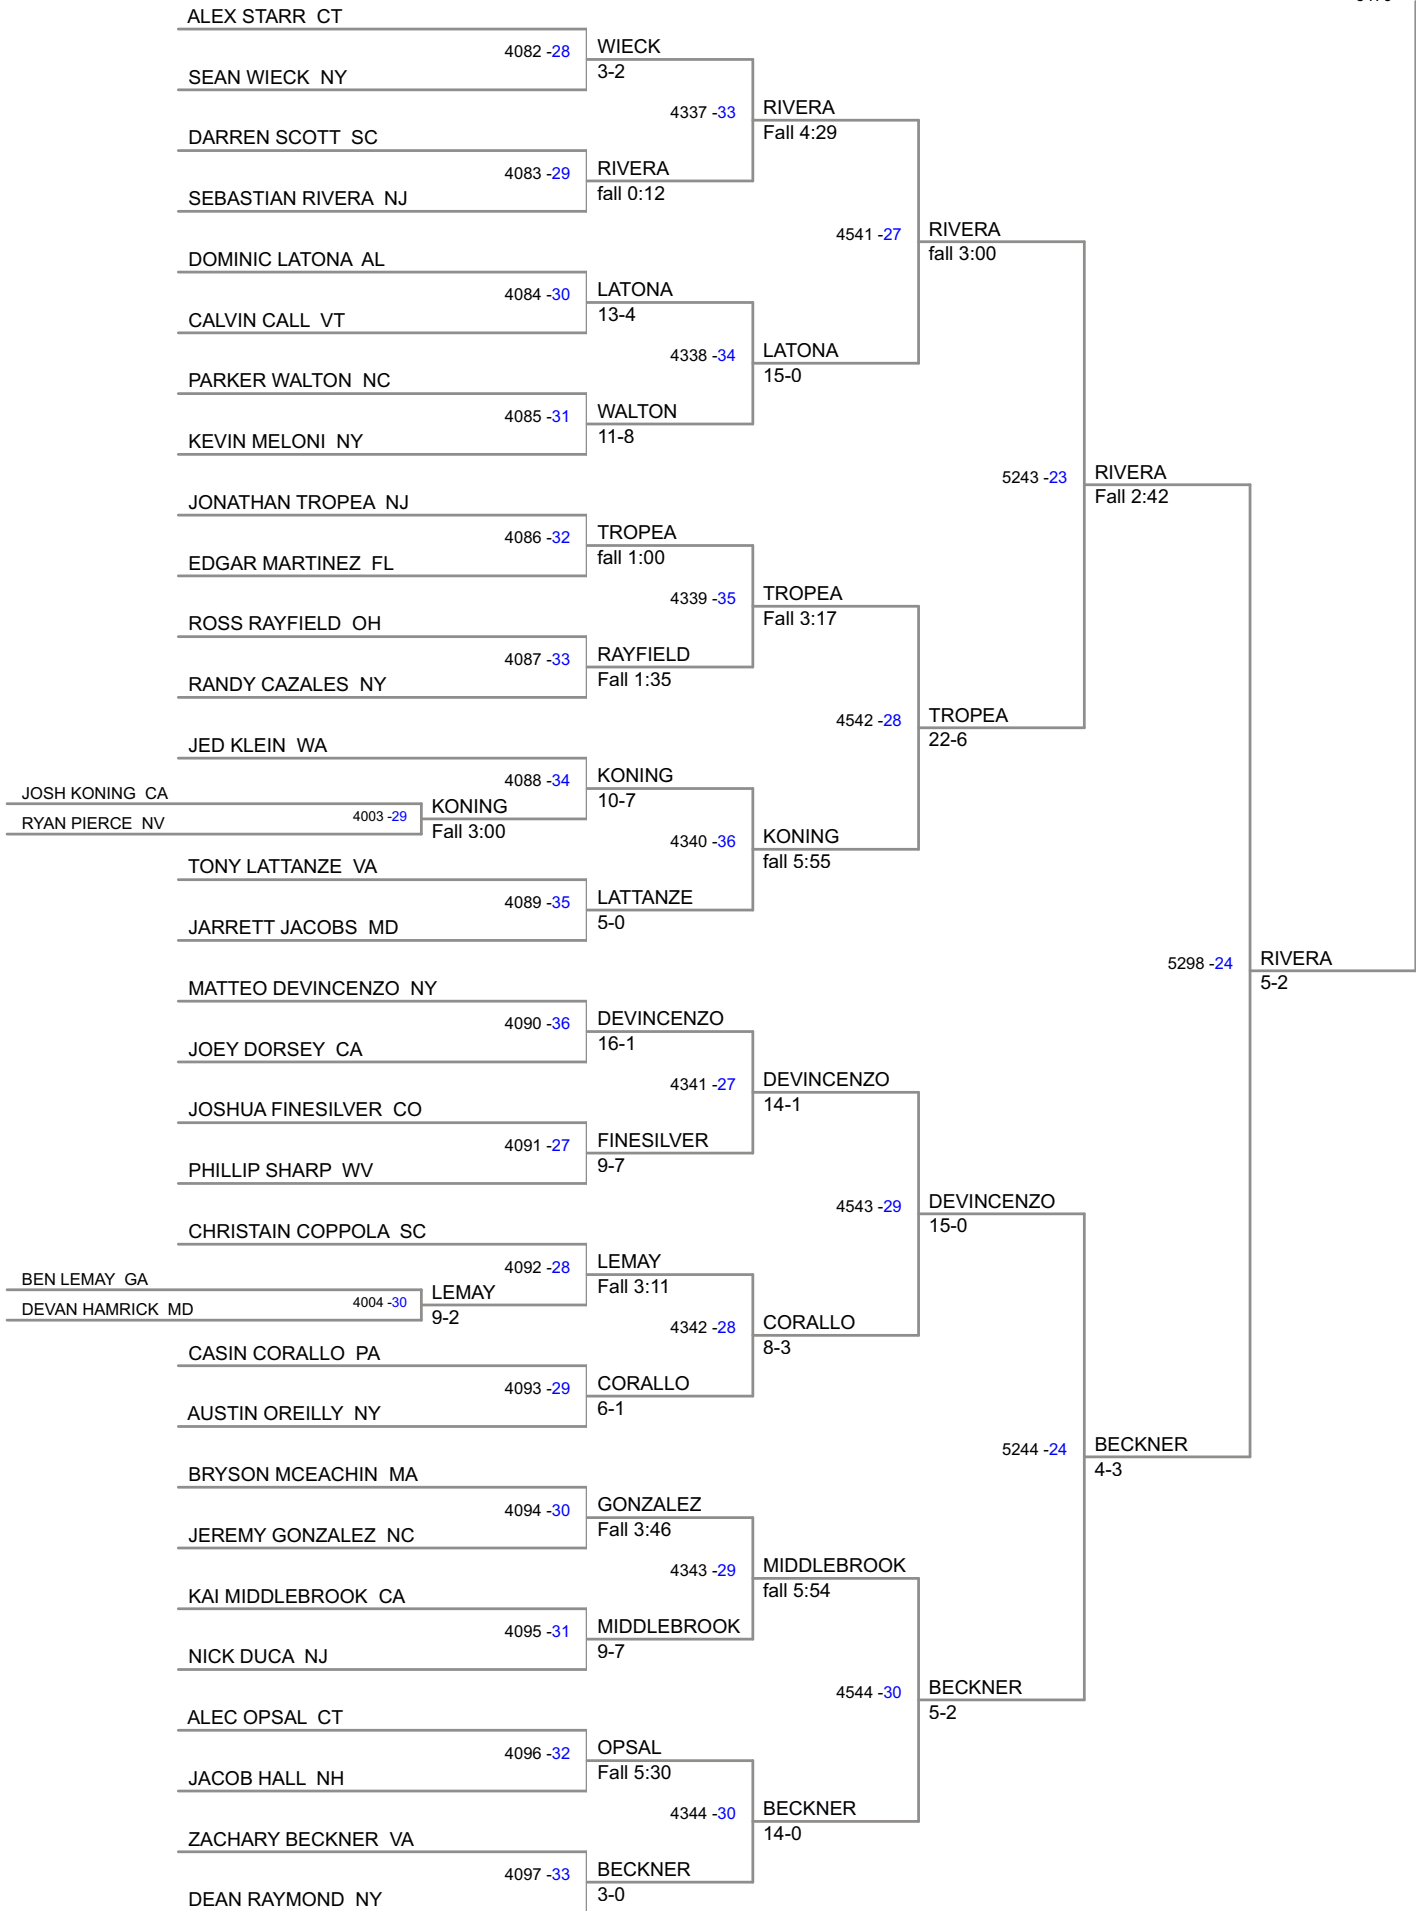 ALEX STARR CT
4082 -28
WIECK
3-2
SEAN WIECK NY
4337 -33
RIVERA
Fall 4:29
DARREN SCOTT SC
4083 -29
RIVERA
fall 0:12
SEBASTIAN RIVERA NJ
4541 -27
RIVERA
fall 3:00
DOMINIC LATONA AL
4084 -30
LATONA
13-4
CALVIN CALL VT
4338 -34
LATONA
15-0
PARKER WALTON NC
4085 -31
WALTON
11-8
KEVIN MELONI NY
5243 -23
RIVERA
Fall 2:42
JONATHAN TROPEA NJ
4086 -32
TROPEA
fall 1:00
EDGAR MARTINEZ FL
4339 -35
TROPEA
Fall 3:17
ROSS RAYFIELD OH
4087 -33
RAYFIELD
Fall 1:35
RANDY CAZALES NY
4542 -28
TROPEA
22-6
JED KLEIN WA
4088 -34
KONING
10-7
JOSH KONING CA
4003 -29
KONING
Fall 3:00
RYAN PIERCE NV
4340 -36
KONING
fall 5:55
TONY LATTANZE VA
4089 -35
LATTANZE
5-0
JARRETT JACOBS MD
5298 -24
RIVERA
5-2
MATTEO DEVINCENZO NY
4090 -36
DEVINCENZO
16-1
JOEY DORSEY CA
4341 -27
DEVINCENZO
14-1
JOSHUA FINESILVER CO
4091 -27
FINESILVER
9-7
PHILLIP SHARP WV
4543 -29
DEVINCENZO
15-0
CHRISTAIN COPPOLA SC
4092 -28
LEMAY
Fall 3:11
BEN LEMAY GA
4004 -30
LEMAY
9-2
DEVAN HAMRICK MD
4342 -28
CORALLO
8-3
CASIN CORALLO PA
4093 -29
CORALLO
6-1
AUSTIN OREILLY NY
5244 -24
BECKNER
4-3
BRYSON MCEACHIN MA
4094 -30
GONZALEZ
Fall 3:46
JEREMY GONZALEZ NC
4343 -29
MIDDLEBROOK
fall 5:54
KAI MIDDLEBROOK CA
4095 -31
MIDDLEBROOK
9-7
NICK DUCA NJ
4544 -30
BECKNER
5-2
ALEC OPSAL CT
4096 -32
OPSAL
Fall 5:30
JACOB HALL NH
4344 -30
BECKNER
14-0
ZACHARY BECKNER VA
4097 -33
BECKNER
3-0
DEAN RAYMOND NY